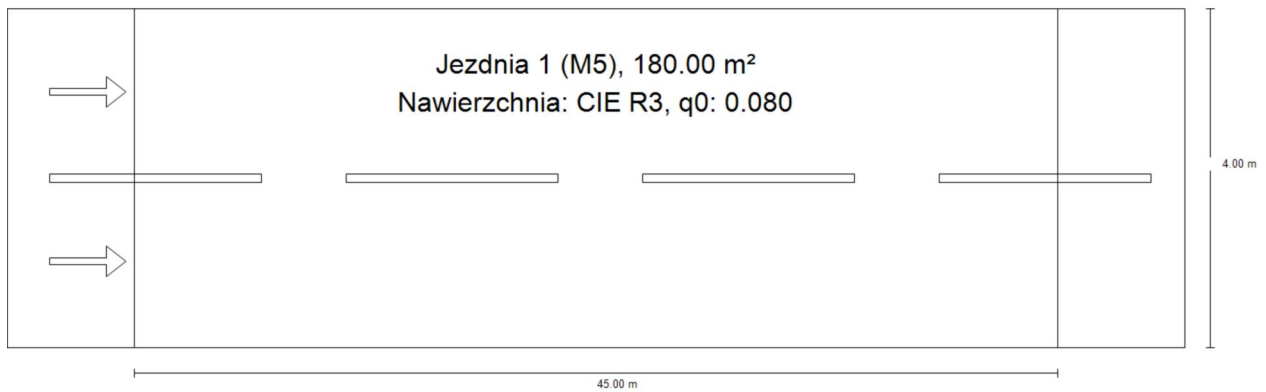 Jezdnia 1 (M5), 180.00 m²
Nawierzchnia: CIE R3, q0: 0.080
4.00 m
45.00 m